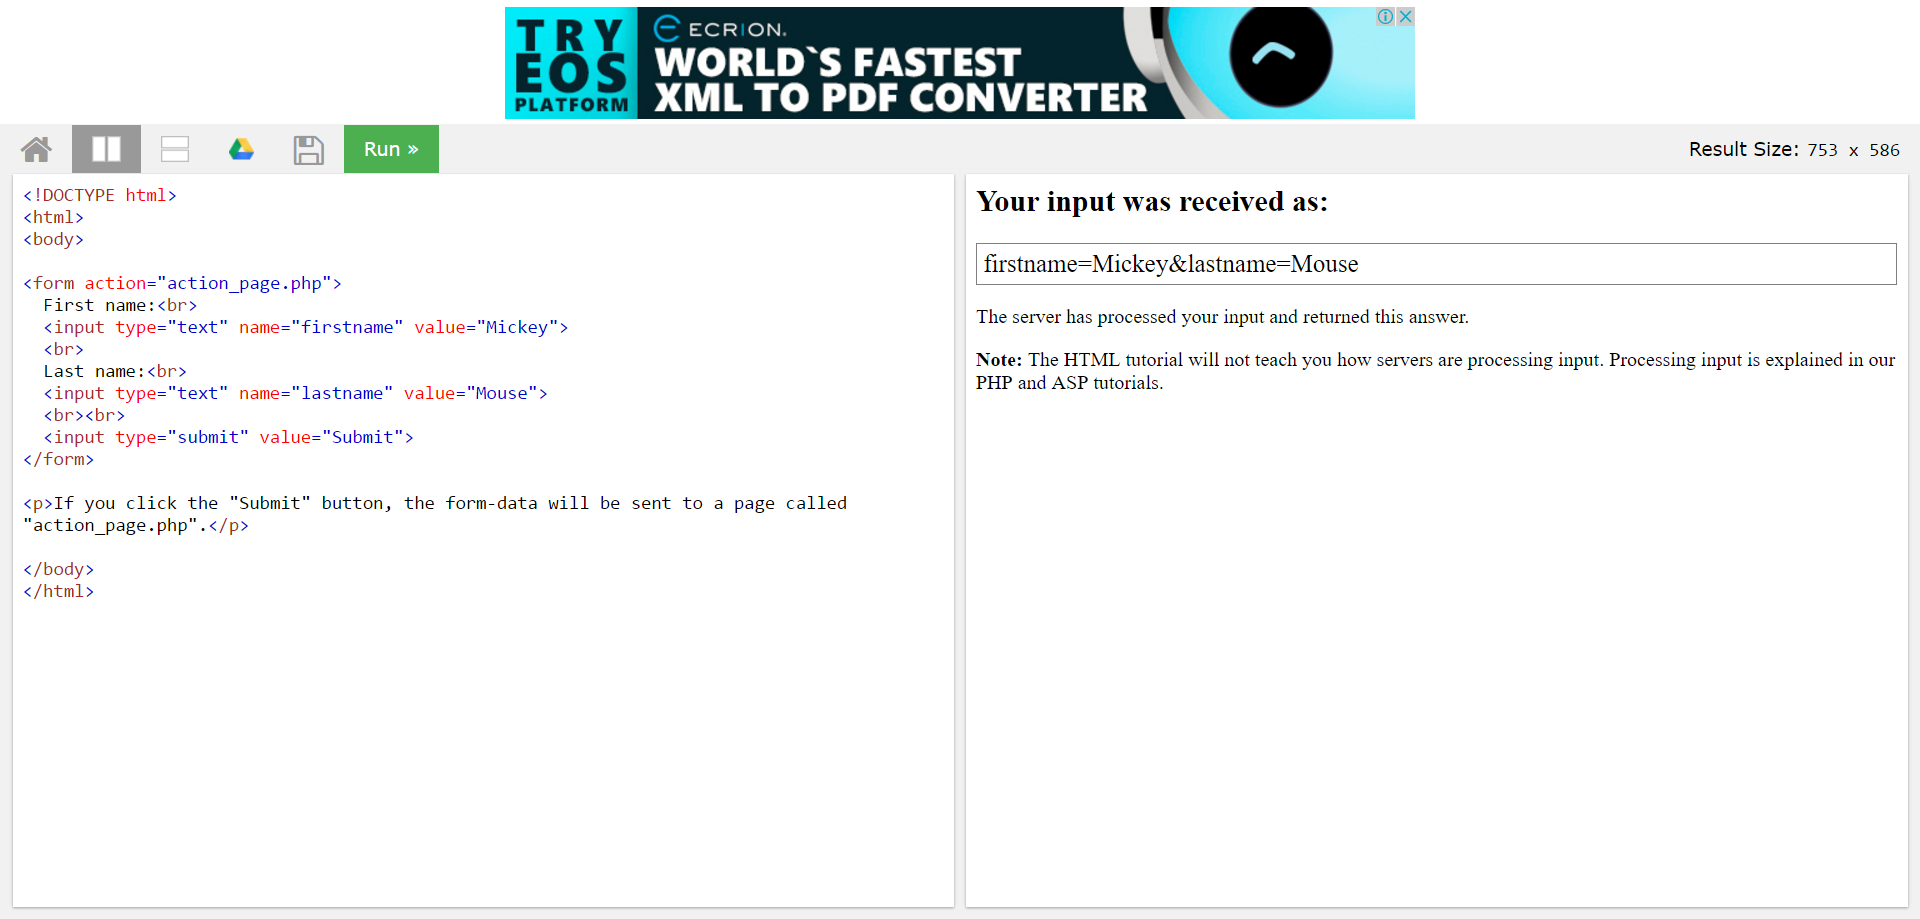 TRY
EOS
PLATFORM
ECRION.
WORLD`S FASTEST
XML TO PDF CONVERTER
Run »
Result Size: 753 x 586
<!DOCTYPE html>
<html>
<body>
<form action="action_page.php">
First name:<br>
<input type="text" name="firstname" value="Mickey">
<br>
Last name:<br>
<input type="text" name="lastname" value="Mouse">
<br><br>
<input type="submit" value="Submit">
</form>
<p>If you click the "Submit" button, the form-data will be sent to a page called
"action_page.php".</p>
</body>
</html>
Your input was received as:
firstname=Mickey&lastname=Mouse
The server has processed your input and returned this answer.
Note: The HTML tutorial will not teach you how servers are processing input. Processing input is explained in our
PHP and ASP tutorials.